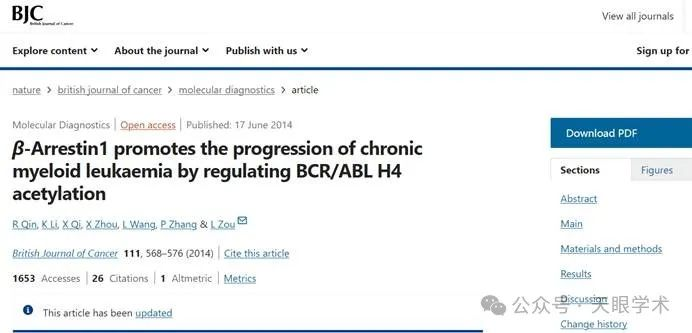 BJC
British Journal of Cancer
View all journals
Explore content
About the journal
Publish with us
Sign up for
nature > british journal of cancer > molecular diagnostics > article
Molecular Diagnostics | Open access | Published: 17 June 2014
β-Arrestin1 promotes the progression of chronic
myeloid leukaemia by regulating BCR/ABL H4
acetylation
R Qin, K Li, X Qi, X Zhou, L Wang, P Zhang & L Zou
British Journal of Cancer 111, 568–576 (2014) | Cite this article
1653 Accesses | 26 Citations | 1 Altmetric | Metrics
This article has been updated
Download PDF
Sections
Figures
Abstract
Main
Materials and methods
Results
Discussion
Change history
公众号 · 天眼学术